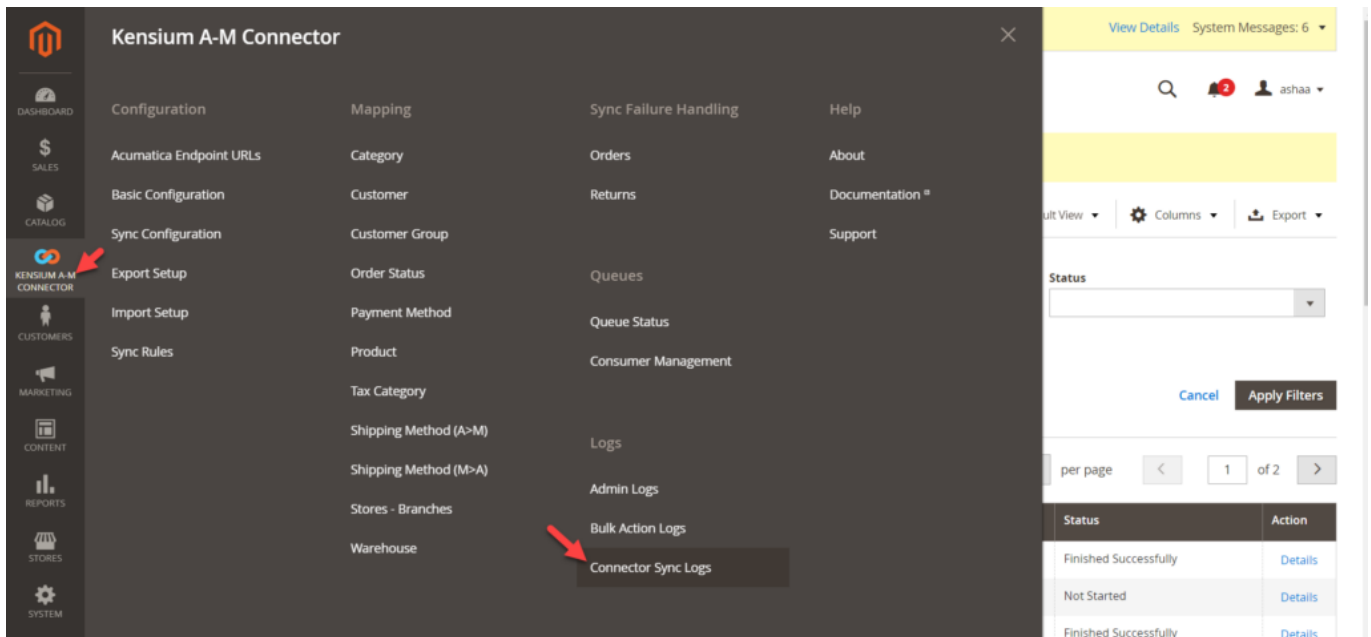 DASHBOARD
SALES
CATALOG
KENSIUM A-M
CONNECTOR
CUSTOMERS
MARKETING
CONTENT
REPORTS
STORES
SYSTEM
Kensium A-M Connector
Configuration
Acumatica Endpoint URLs
Basic Configuration
Sync Configuration
Export Setup
Import Setup
Sync Rules
Mapping
Category
Customer
Customer Group
Order Status
Payment Method
Product
Tax Category
Shipping Method (A>M)
Shipping Method (M>A)
Stores - Branches
Warehouse
Sync Failure Handling
Orders
Returns
Queues
Queue Status
Consumer Management
Logs
Admin Logs
Bulk Action Logs
Connector Sync Logs
Help
About
Documentation
Support
View Details System Messages: 6
2 ashaa
ult View Columns Export
Status
Cancel Apply Filters
per page 1 of 2
Status Action
Finished Successfully Details
Not Started Details
Finished Successfully Details